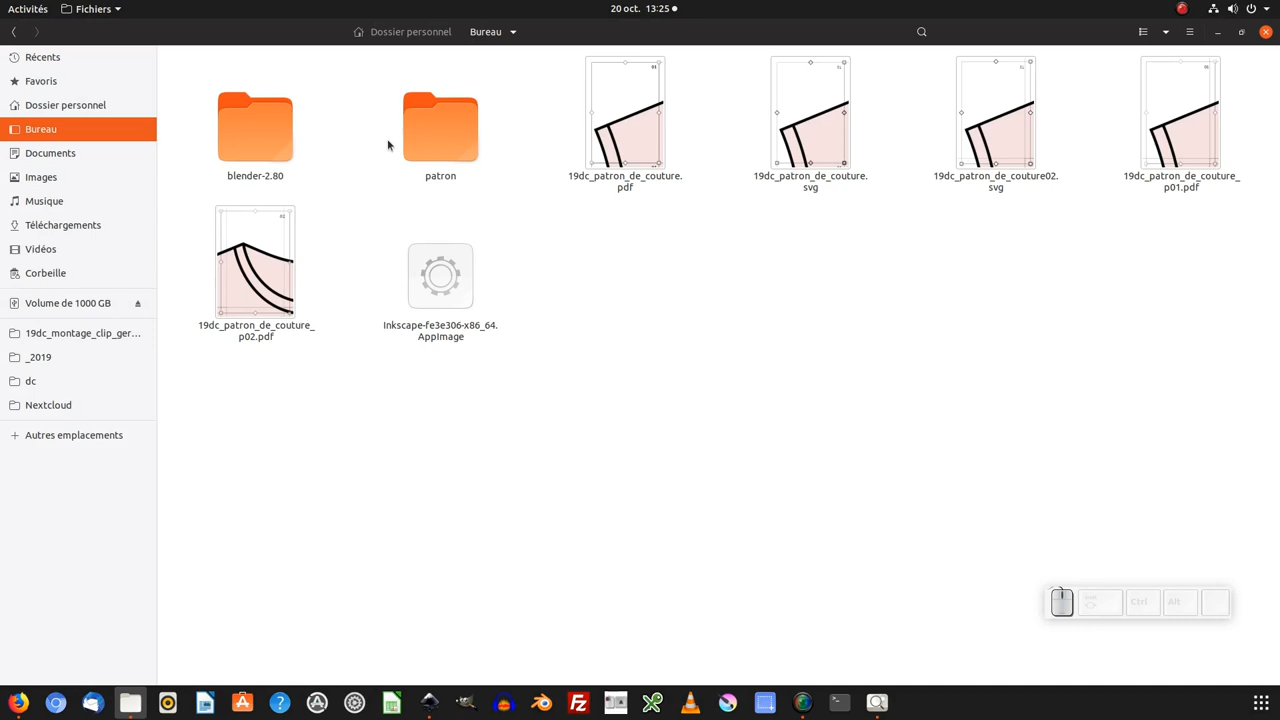 Activités Fichiers 20 oct. 13:25
Dossier personnel Bureau
Récents
Favoris
Dossier personnel
Bureau
Documents
Images
Musique
Téléchargements
Vidéos
Corbeille
Volume de 1000 GB
19dc_montage_clip_ger...
_2019
dc
Nextcloud
Autres emplacements
blender-2.80
patron
19dc_patron_de_couture.
pdf
19dc_patron_de_couture.
svg
19dc_patron_de_couture02.
svg
19dc_patron_de_couture_
p01.pdf
19dc_patron_de_couture_
p02.pdf
Inkscape-fe3e306-x86_64.
AppImage
Ctrl Alt